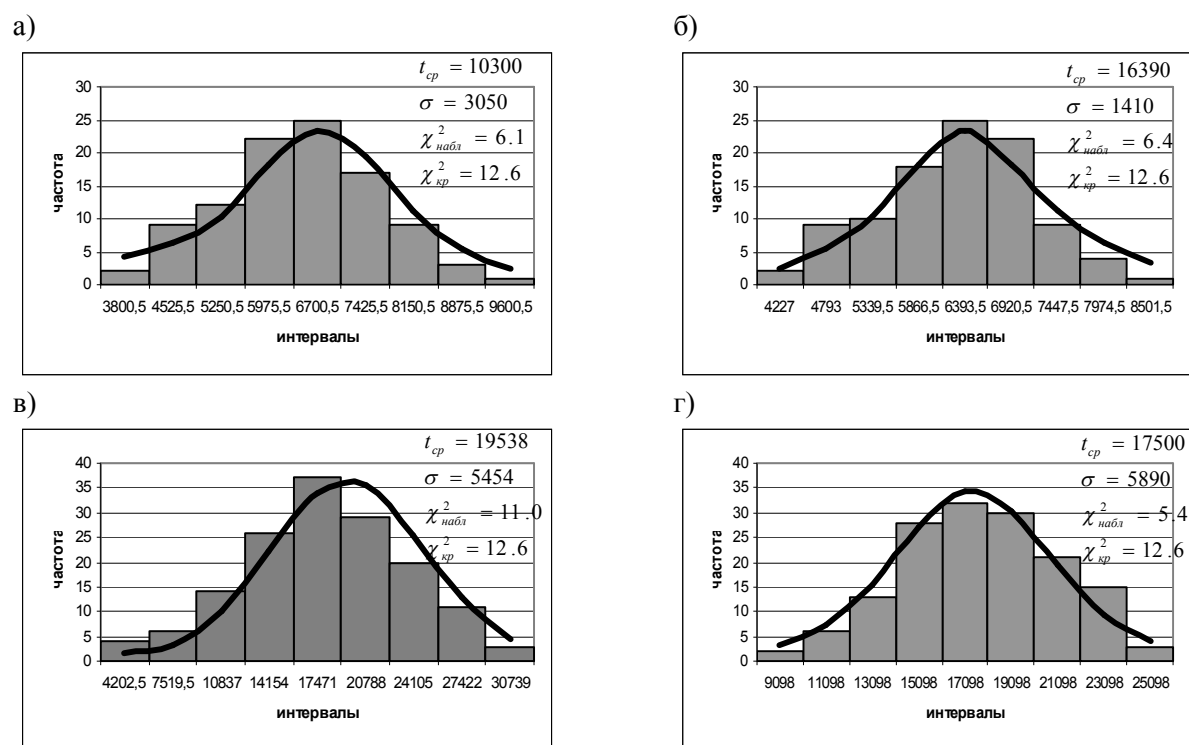 а)
t_ср = 10300
σ = 3050
χ²_набл = 6.1
χ²_кр = 12.6
частота
30
25
20
15
10
5
0
3800,5 4525,5 5250,5 5975,5 6700,5 7425,5 8150,5 8875,5 9600,5
интервалы
б)
t_ср = 16390
σ = 1410
χ²_набл = 6.4
χ²_кр = 12.6
частота
30
25
20
15
10
5
0
4227 4793 5339,5 5866,5 6393,5 6920,5 7447,5 7974,5 8501,5
интервалы
в)
t_ср = 19538
σ = 5454
χ²_набл = 11.0
χ²_кр = 12.6
частота
40
35
30
25
20
15
10
5
0
4202,5 7519,5 10837 14154 17471 20788 24105 27422 30739
интервалы
г)
t_ср = 17500
σ = 5890
χ²_набл = 5.4
χ²_кр = 12.6
частота
40
35
30
25
20
15
10
5
0
9098 11098 13098 15098 17098 19098 21098 23098 25098
интервалы